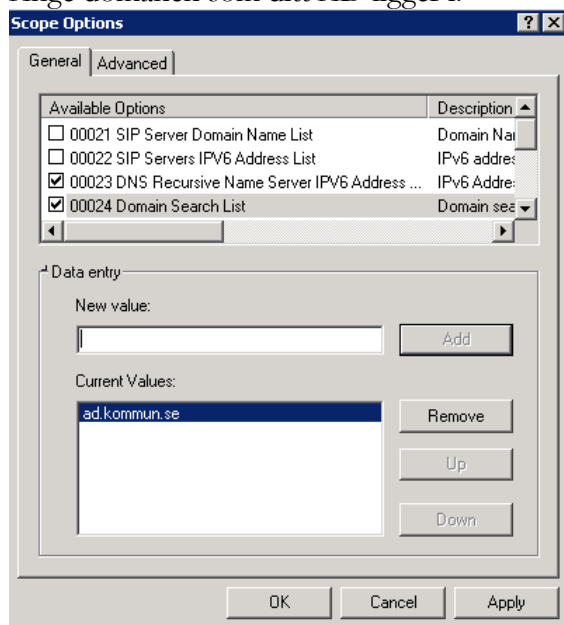 Scope Options
General
Advanced
Available Options Description
00021 SIP Server Domain Name List Domain Nar
00022 SIP Servers IPV6 Address List IPv6 addres
00023 DNS Recursive Name Server IPV6 Address ... IPv6 Addre
00024 Domain Search List Domain sea
Data entry
New value:
Add
Current Values:
ad.kommun.se
Remove
Up
Down
OK Cancel Apply